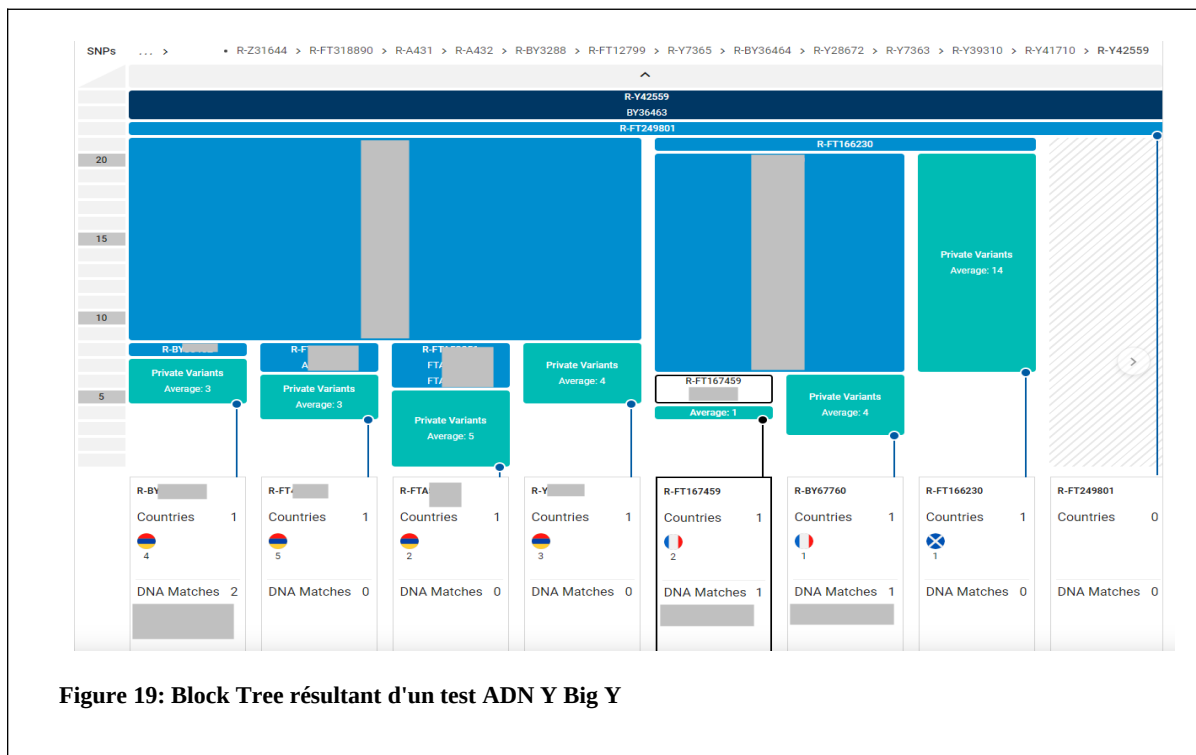 SNPs ... > • R-Z31644 > R-FT318890 > R-A431 > R-A432 > R-BY3288 > R-FT12799 > R-Y7365 > R-BY36464 > R-Y28672 > R-Y7363 > R-Y39310 > R-Y41710 > R-Y42559
R-Y42559
BY36463
R-FT249801
R-FT166230
20
15
10
5
Private Variants
Average: 14
Private Variants
Average: 3
Private Variants
Average: 3
FTA
FTA
Private Variants
Average: 5
Private Variants
Average: 4
R-FT167459
Average: 1
Private Variants
Average: 4
R-BY
Countries 1
4
DNA Matches 2
R-FT
Countries 1
5
DNA Matches 0
R-FTA
Countries 1
2
DNA Matches 0
R-Y
Countries 1
3
DNA Matches 0
R-FT167459
Countries 1
2
DNA Matches 1
R-BY67760
Countries 1
1
DNA Matches 1
R-FT166230
Countries 1
1
DNA Matches 0
R-FT249801
Countries 0
DNA Matches 0
Figure 19: Block Tree résultant d'un test ADN Y Big Y